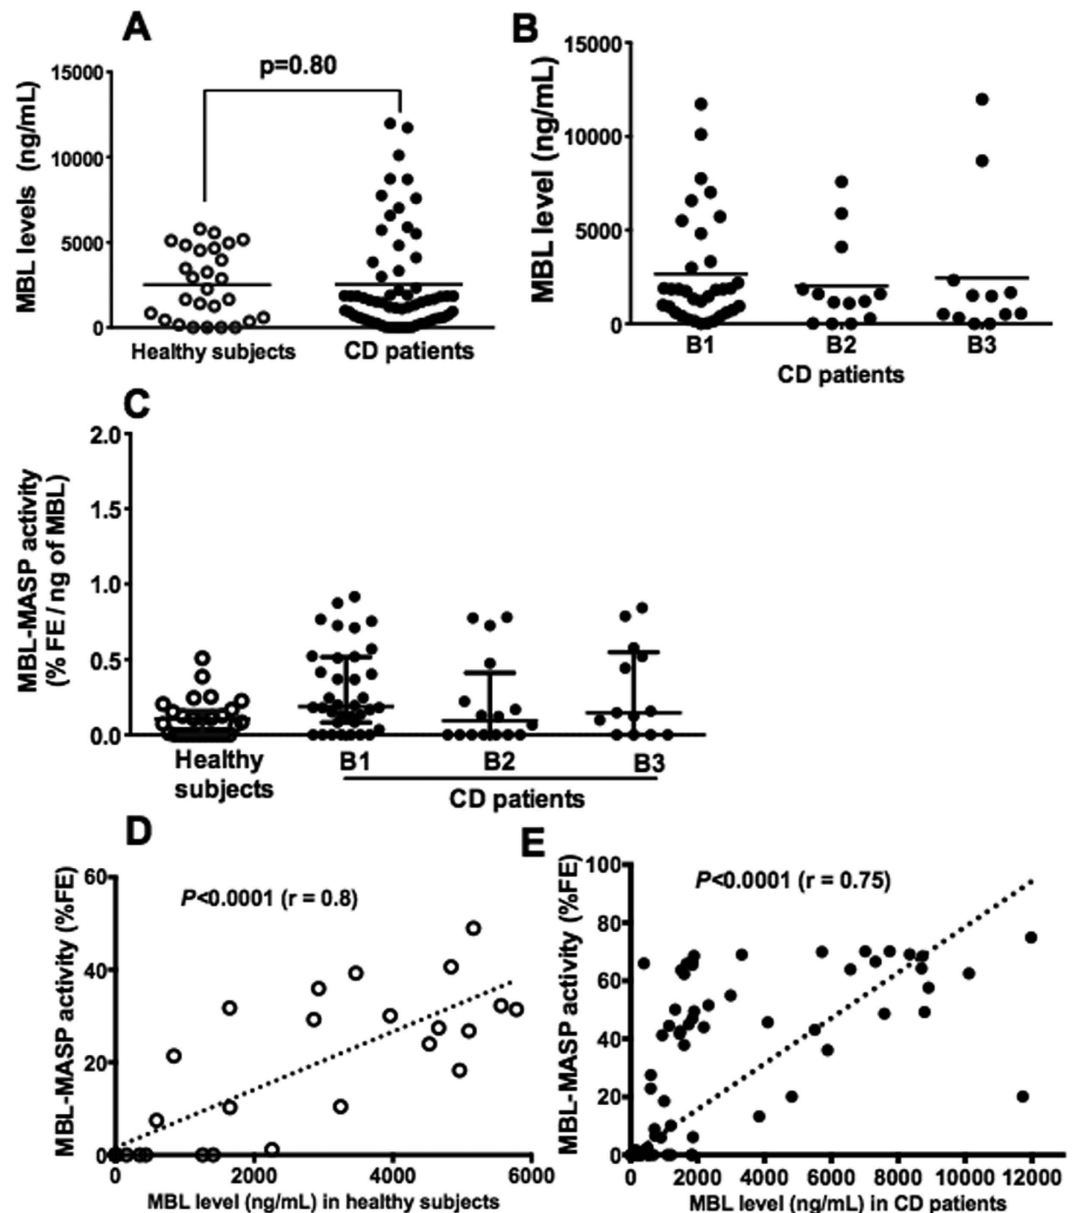 A
MBL levels (ng/mL)
15000
10000
5000
0
p=0.80
Healthy subjects
CD patients
B
MBL level (ng/mL)
15000
10000
5000
0
B1
B2
B3
CD patients
C
MBL-MASP activity
(% FE / ng of MBL)
2.0
1.5
1.0
0.5
0.0
Healthy
subjects
B1
B2
B3
CD patients
D
MBL-MASP activity (%FE)
60
40
20
0
P<0.0001 (r = 0.8)
0
2000
4000
6000
MBL level (ng/mL) in healthy subjects
E
MBL-MASP activity (%FE)
100
80
60
40
20
0
P<0.0001 (r = 0.75)
0
2000
4000
6000
8000
10000
12000
MBL level (ng/mL) in CD patients